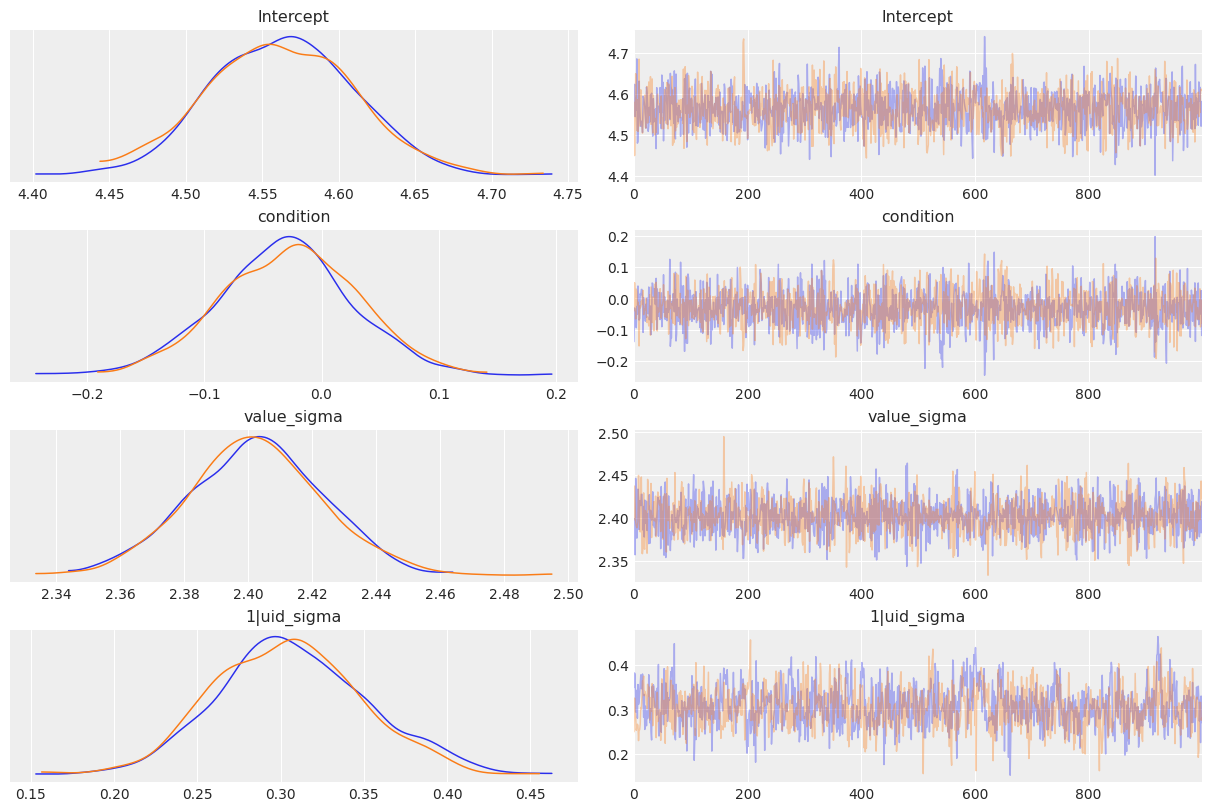 Intercept
Intercept
4.40 4.45 4.50 4.55 4.60 4.65 4.70 4.75
4.7
4.6
4.5
4.4
0 200 400 600 800
condition
condition
−0.2 −0.1 0.0 0.1 0.2
0.2
0.1
0.0
−0.1
−0.2
0 200 400 600 800
value_sigma
value_sigma
2.34 2.36 2.38 2.40 2.42 2.44 2.46 2.48 2.50
2.50
2.45
2.40
2.35
0 200 400 600 800
1|uid_sigma
1|uid_sigma
0.15 0.20 0.25 0.30 0.35 0.40 0.45
0.4
0.3
0.2
0 200 400 600 800